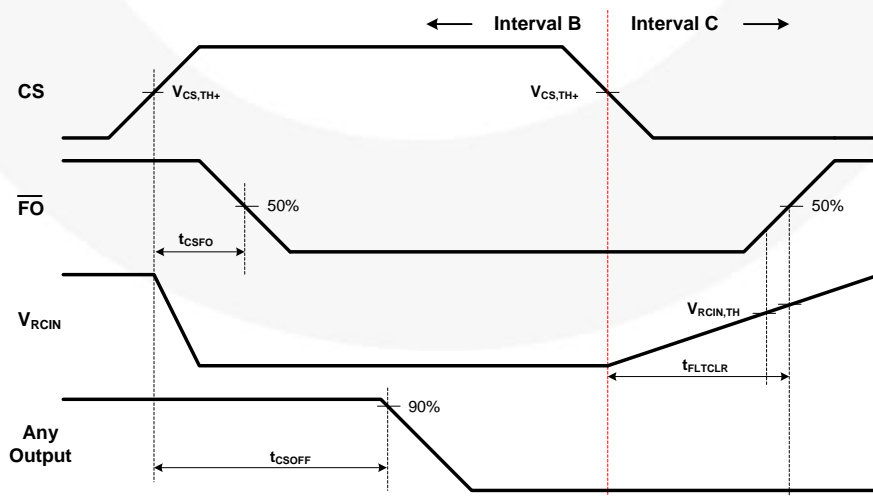 Interval B
Interval C
CS
VCS,TH+
VCS,TH+
FO
50%
50%
tCSFO
VRCIN
VRCIN,TH
tFLTCLR
90%
Any
Output
tCSOFF